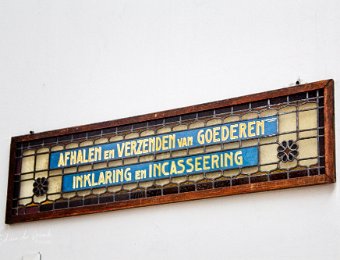 AFHALEN EN VERZENDEN VAN GOEDEREN
INKLARING EN INCASSEERING